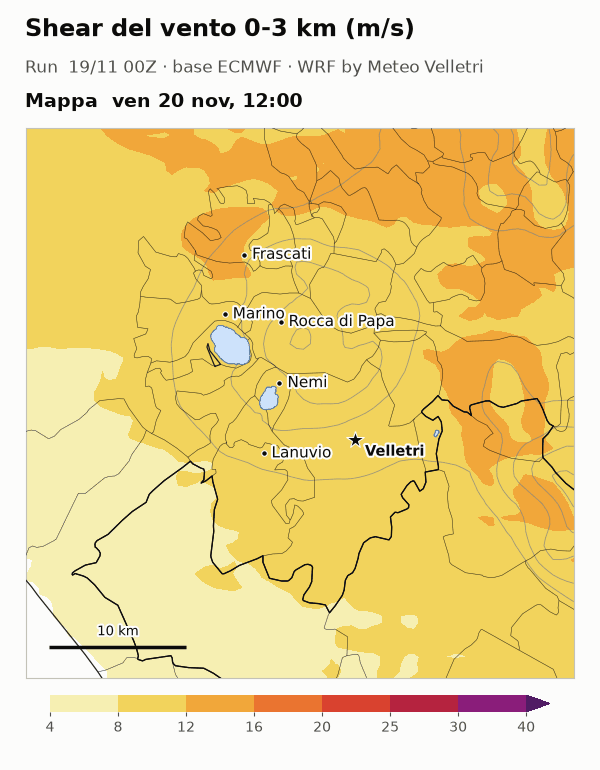 Shear del vento 0-3 km (m/s)
Run  19/11 00Z · base ECMWF · WRF by Meteo Velletri
Mappa  ven 20 nov, 12:00
Frascati
Marino
Rocca di Papa
Nemi
Velletri
Lanuvio
10 km
4 8 12 16 20 25 30 40